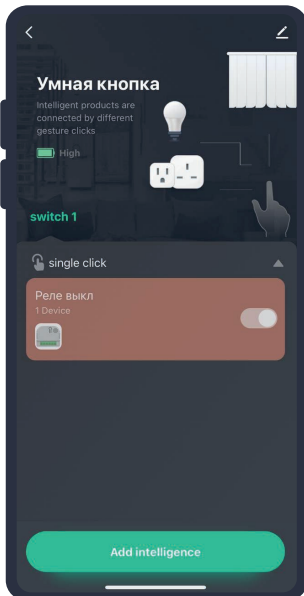 Умная кнопка
Intelligent products are
connected by different
gesture clicks
High
switch 1
single click
Реле выкл
1 Device
Add intelligence